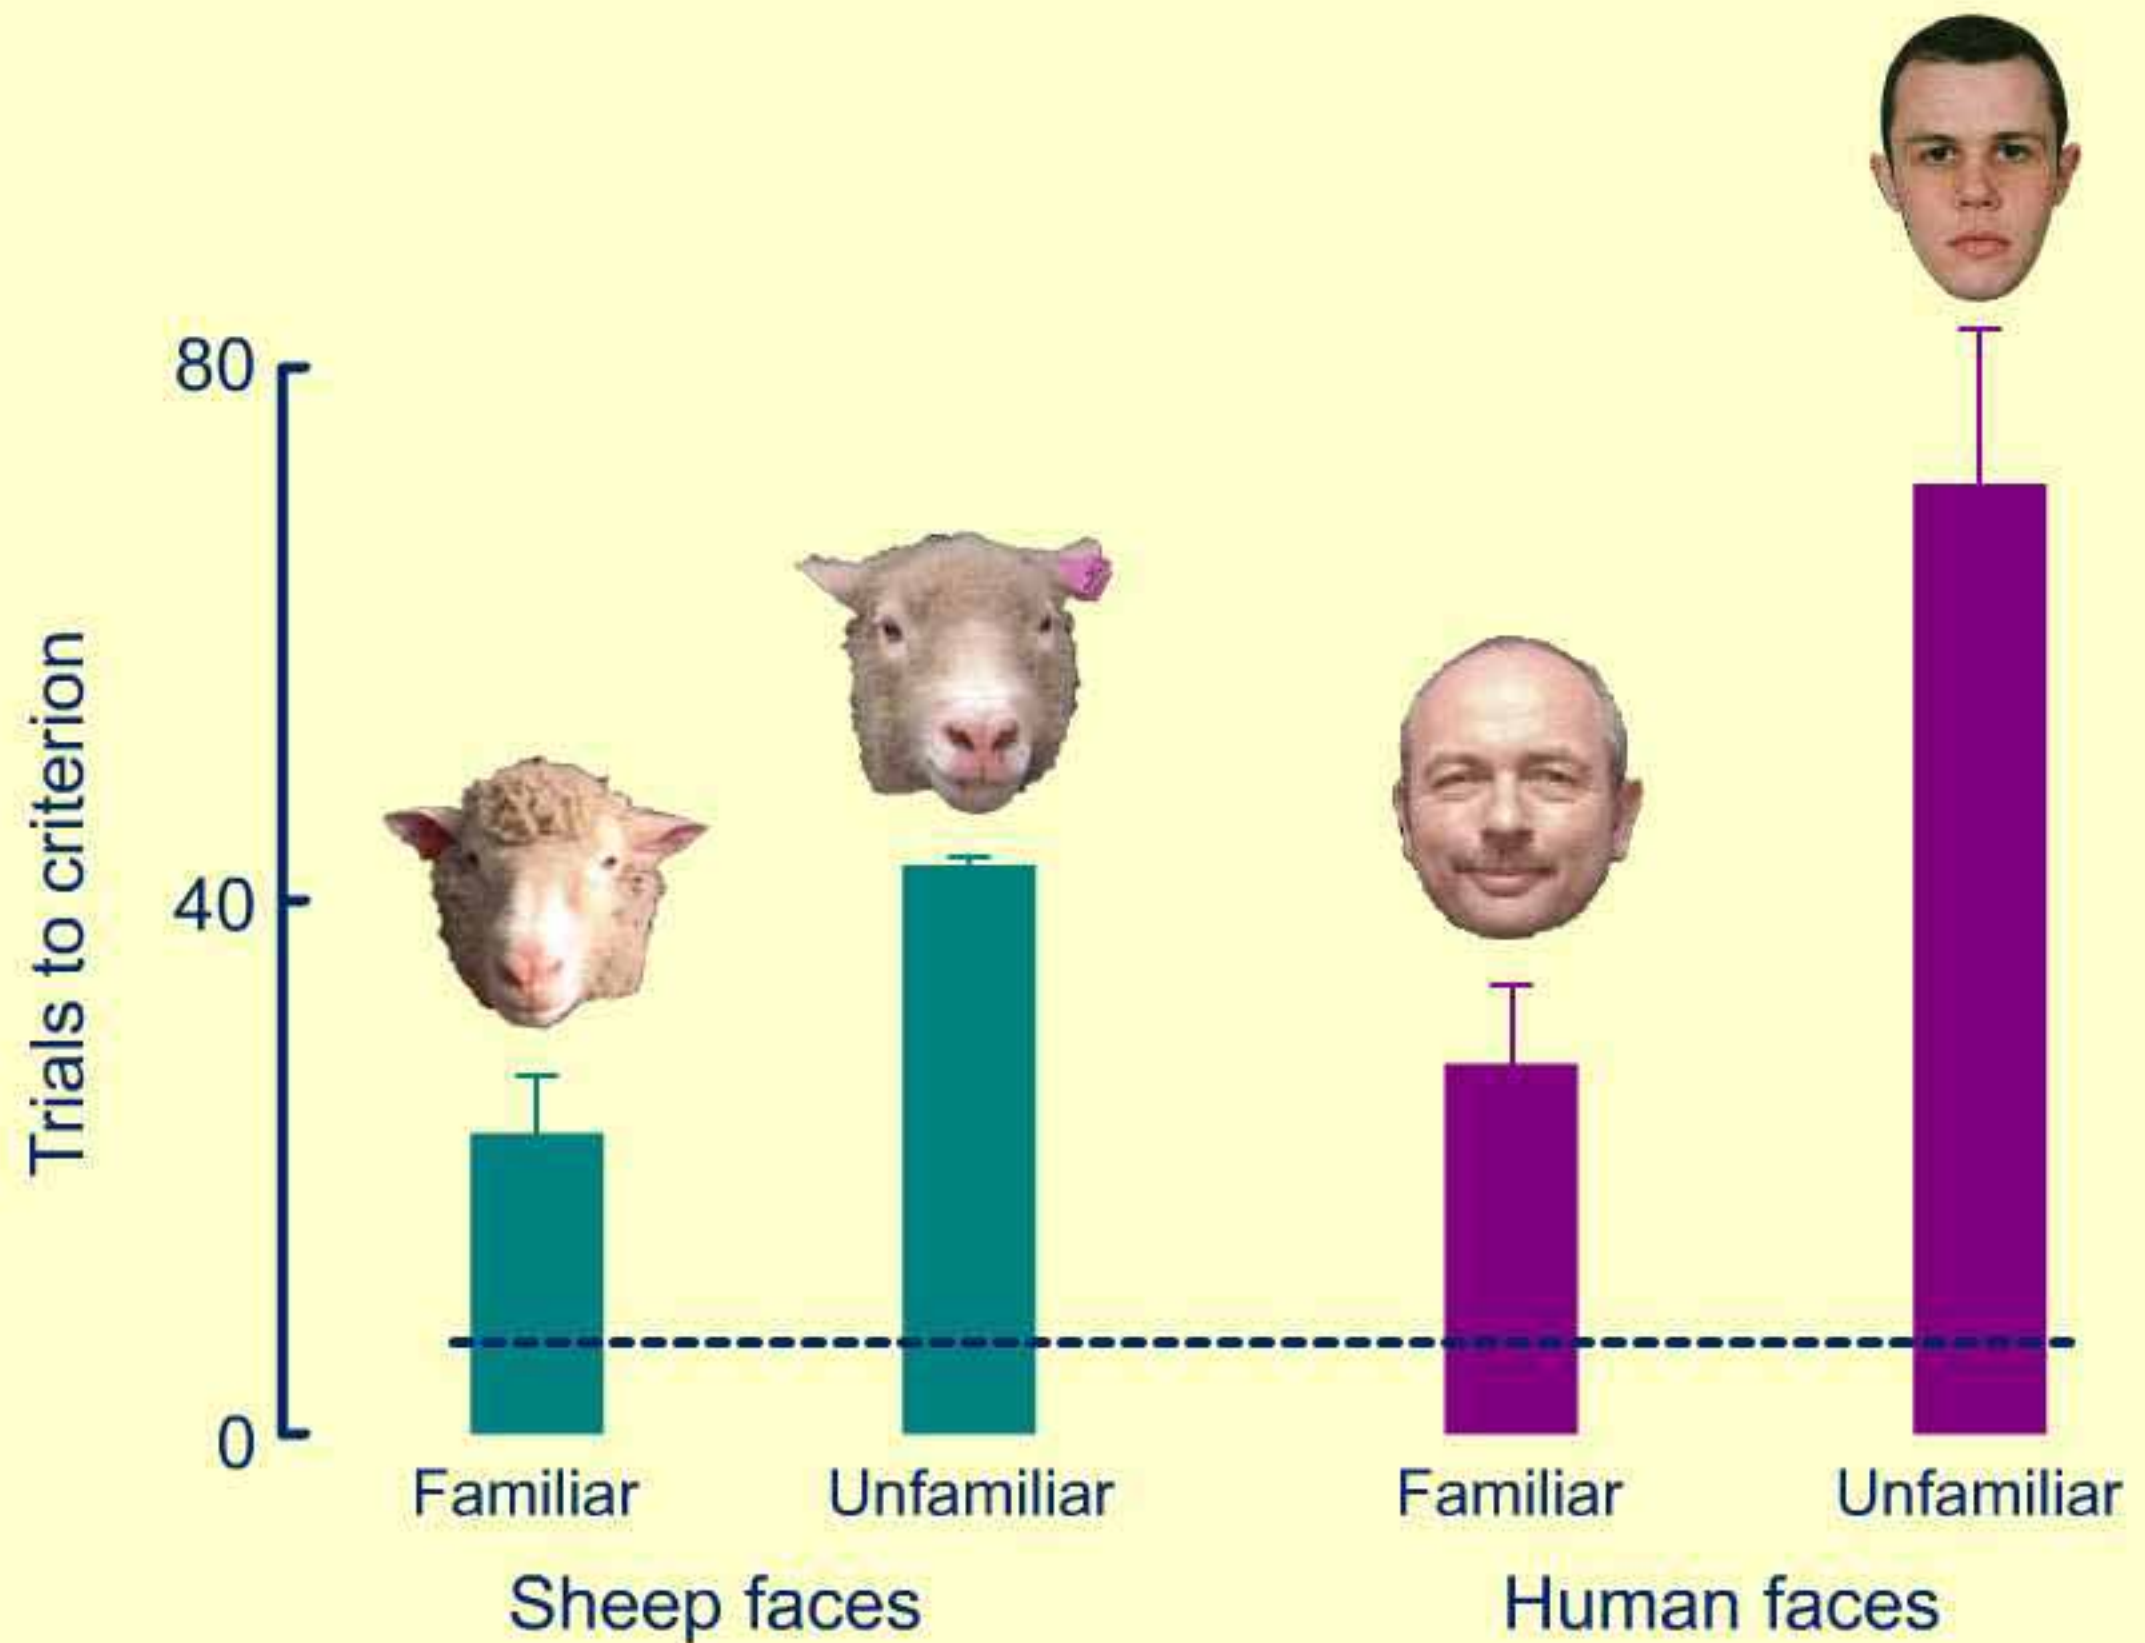 Trials to criterion
80
40
0
Familiar
Unfamiliar
Familiar
Unfamiliar
Sheep faces
Human faces